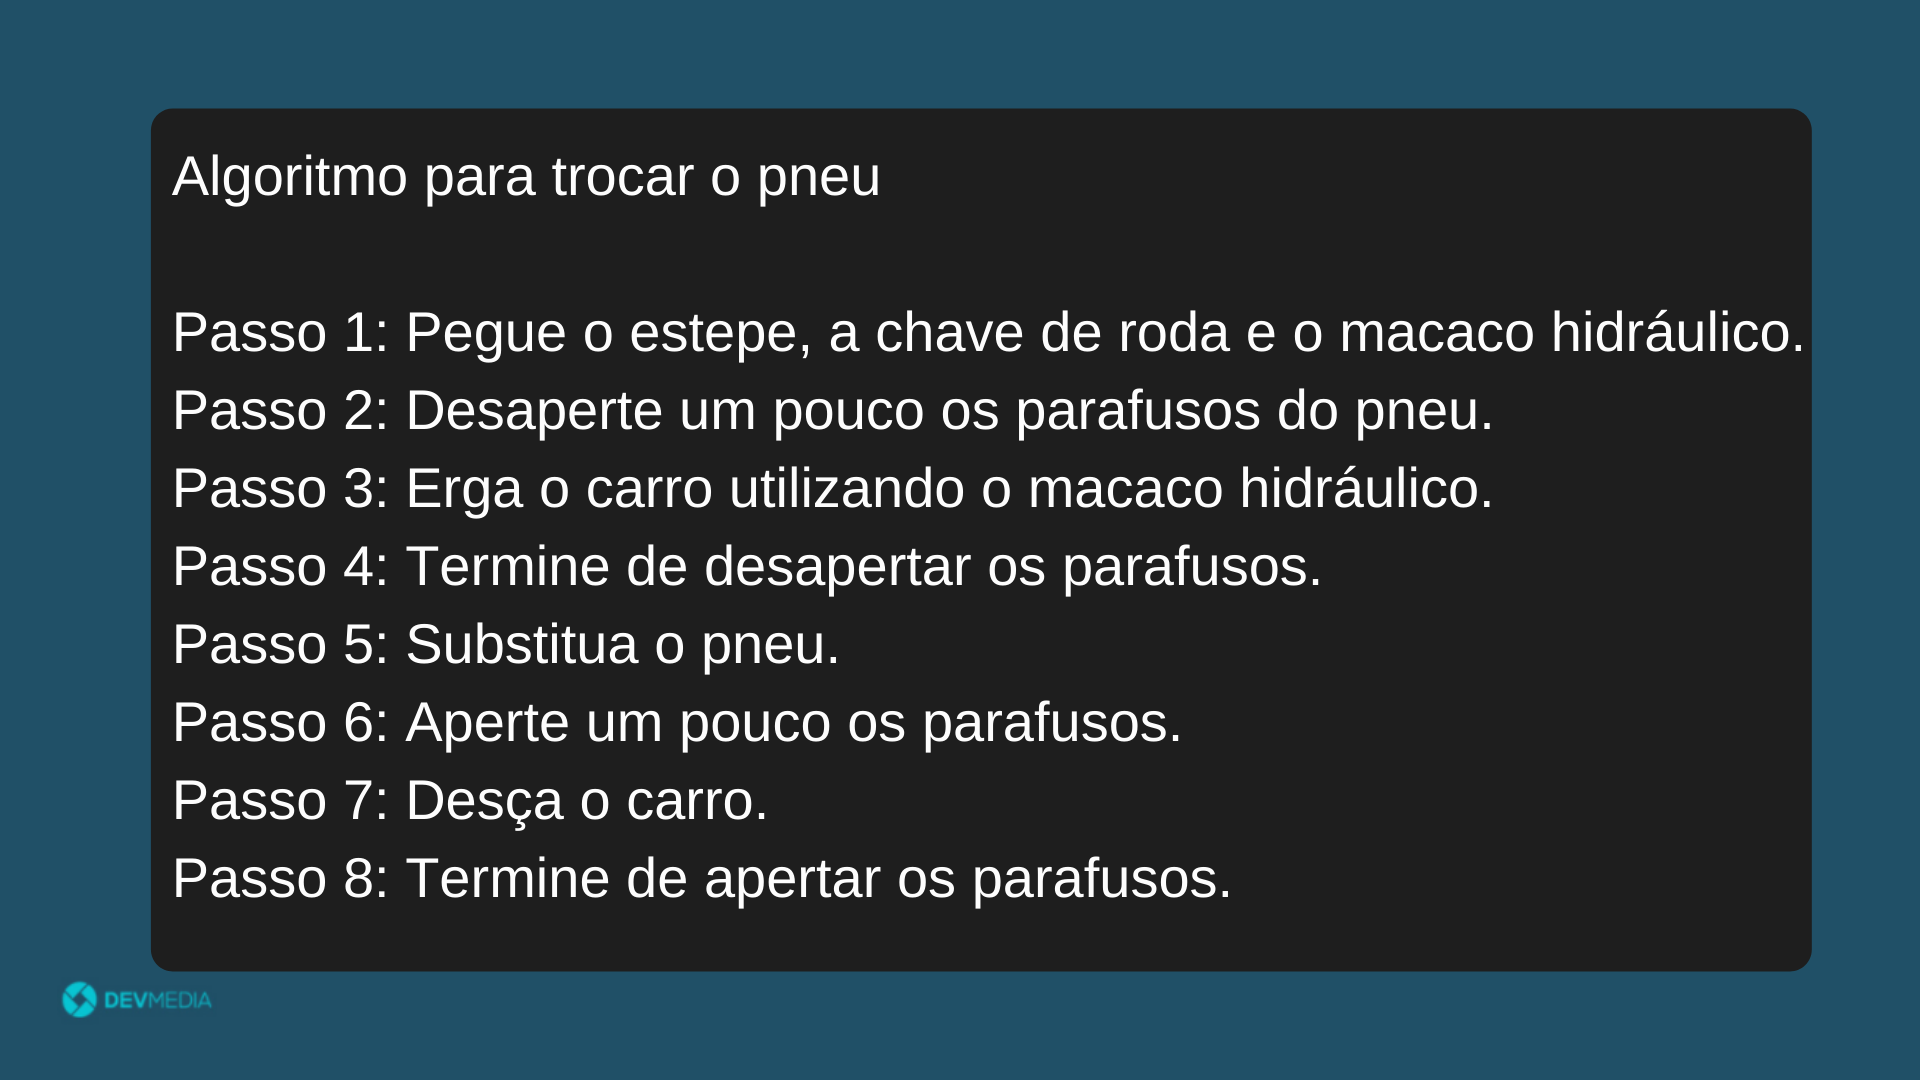 Algoritmo para trocar o pneu
Passo 1: Pegue o estepe, a chave de roda e o macaco hidráulico.
Passo 2: Desaperte um pouco os parafusos do pneu.
Passo 3: Erga o carro utilizando o macaco hidráulico.
Passo 4: Termine de desapertar os parafusos.
Passo 5: Substitua o pneu.
Passo 6: Aperte um pouco os parafusos.
Passo 7: Desça o carro.
Passo 8: Termine de apertar os parafusos.
DEVMEDIA